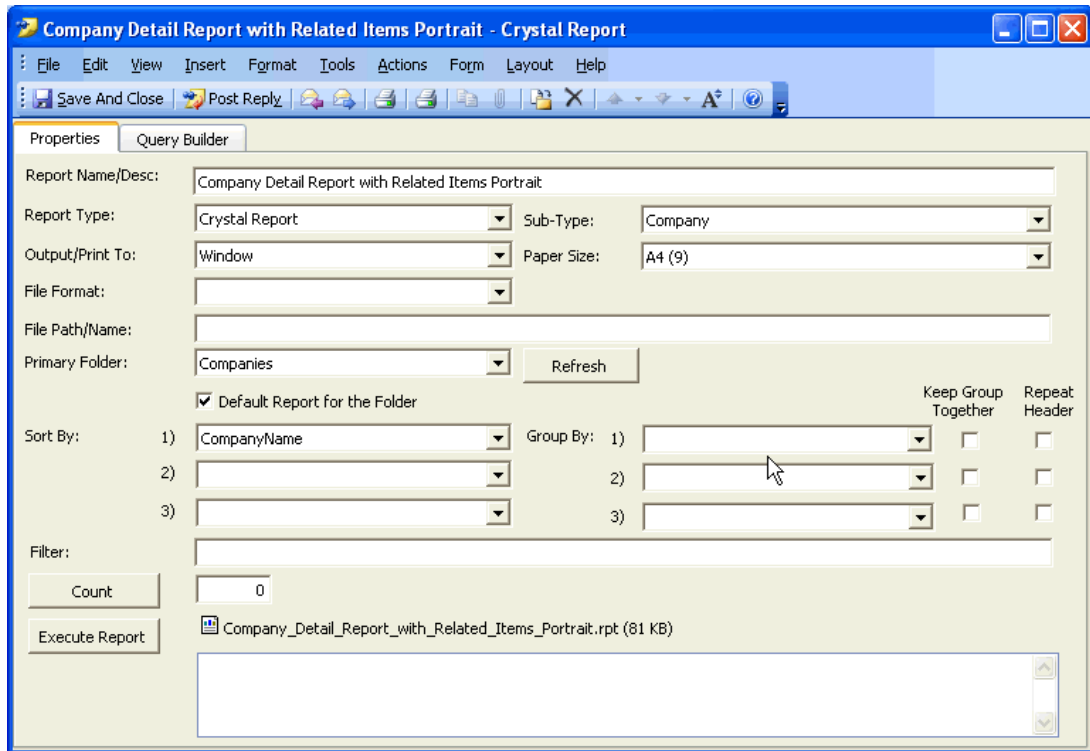 Company Detail Report with Related Items Portrait - Crystal Report
File Edit View Insert Format Tools Actions Form Layout Help
Save And Close Post Reply A
Properties Query Builder
Report Name/Desc: Company Detail Report with Related Items Portrait
Report Type: Crystal Report Sub-Type: Company
Output/Print To: Window Paper Size: A4 (9)
File Format:
File Path/Name:
Primary Folder: Companies Refresh
Default Report for the Folder Keep Group Together Repeat Header
Sort By: 1) CompanyName Group By: 1)
2) 2)
3) 3)
Filter:
Count 0
Execute Report Company_Detail_Report_with_Related_Items_Portrait.rpt (81 KB)